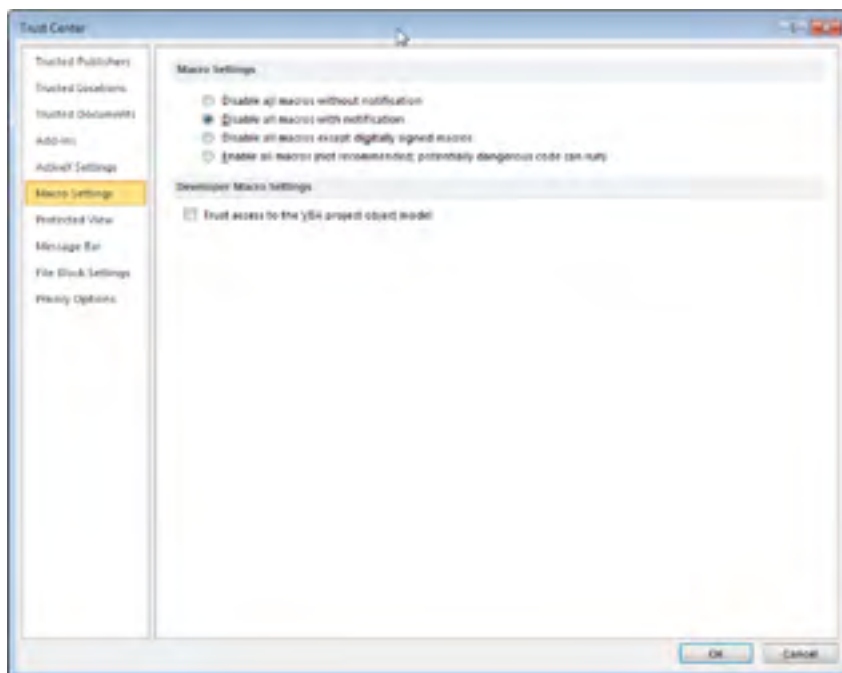 Trust Center
Trusted Publishers
Trusted Locations
Trusted Documents
Add-ins
ActiveX Settings
Macro Settings
Protected View
Message Bar
File Block Settings
Privacy Options
Macro Settings
Disable all macros without notification
Disable all macros with notification
Disable all macros except digitally signed macros
Enable all macros (not recommended; potentially dangerous code can run)
Developer Macro Settings
Trust access to the VBA project object model
OK
Cancel